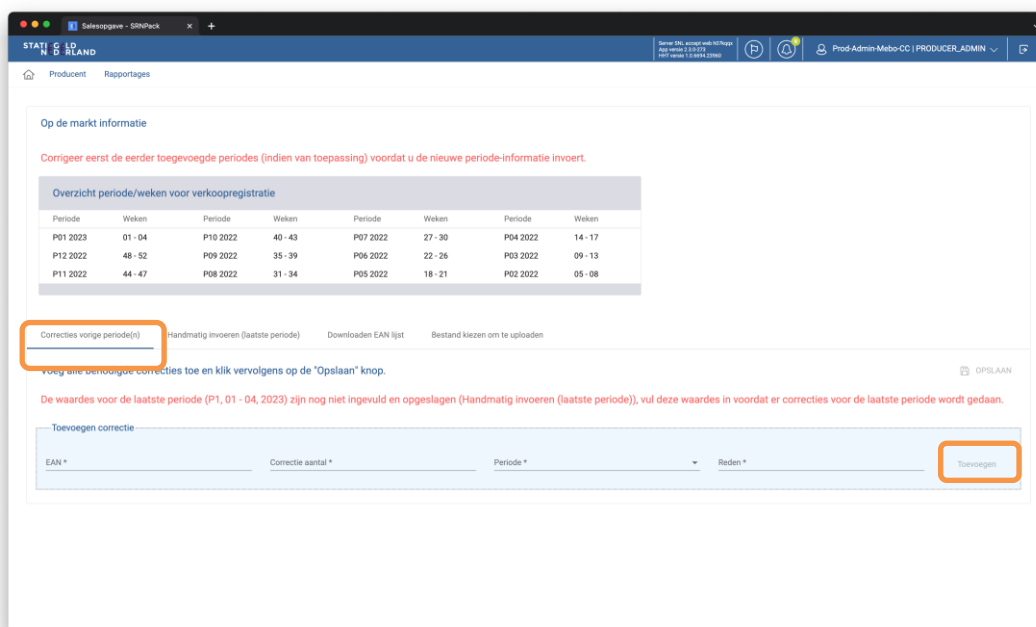 Salesopgave - SRNPack
STATIEGELD
NEDERLAND
Prod-Admin-Mebo-CC | PRODUCER_ADMIN
Producent Rapportages
Op de markt informatie
Corrigeer eerst de eerder toegevoegde periodes (indien van toepassing) voordat u de nieuwe periode-informatie invoert.
Overzicht periode/weken voor verkoopregistratie
Periode Weken Periode Weken Periode Weken Periode Weken
P01 2023 01 - 04 P10 2022 40 - 43 P07 2022 27 - 30 P04 2022 14 - 17
P12 2022 48 - 52 P09 2022 35 - 39 P06 2022 22 - 26 P03 2022 09 - 13
P11 2022 44 - 47 P08 2022 31 - 34 P05 2022 18 - 21 P02 2022 05 - 08
Correcties vorige periode(n) Handmatig invoeren (laatste periode) Downloaden EAN lijst Bestand kiezen om te uploaden
Voeg alle benodigde correcties toe en klik vervolgens op de "Opslaan" knop.
OPSLAAN
De waardes voor de laatste periode (P1, 01 - 04, 2023) zijn nog niet ingevuld en opgeslagen (Handmatig invoeren (laatste periode)), vul deze waardes in voordat er correcties voor de laatste periode wordt gedaan.
Toevoegen correctie
EAN * Correctie aantal * Periode * Reden * Toevoegen